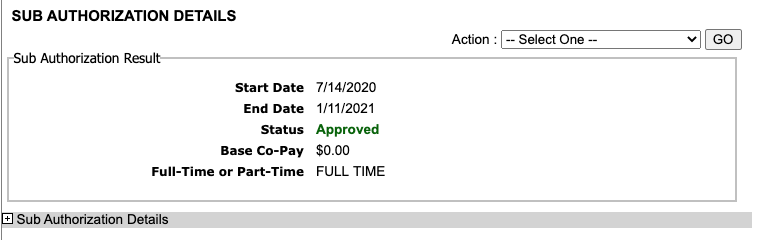 SUB AUTHORIZATION DETAILS
Action : -- Select One -- GO
Sub Authorization Result
Start Date 7/14/2020
End Date 1/11/2021
Status Approved
Base Co-Pay $0.00
Full-Time or Part-Time FULL TIME
Sub Authorization Details